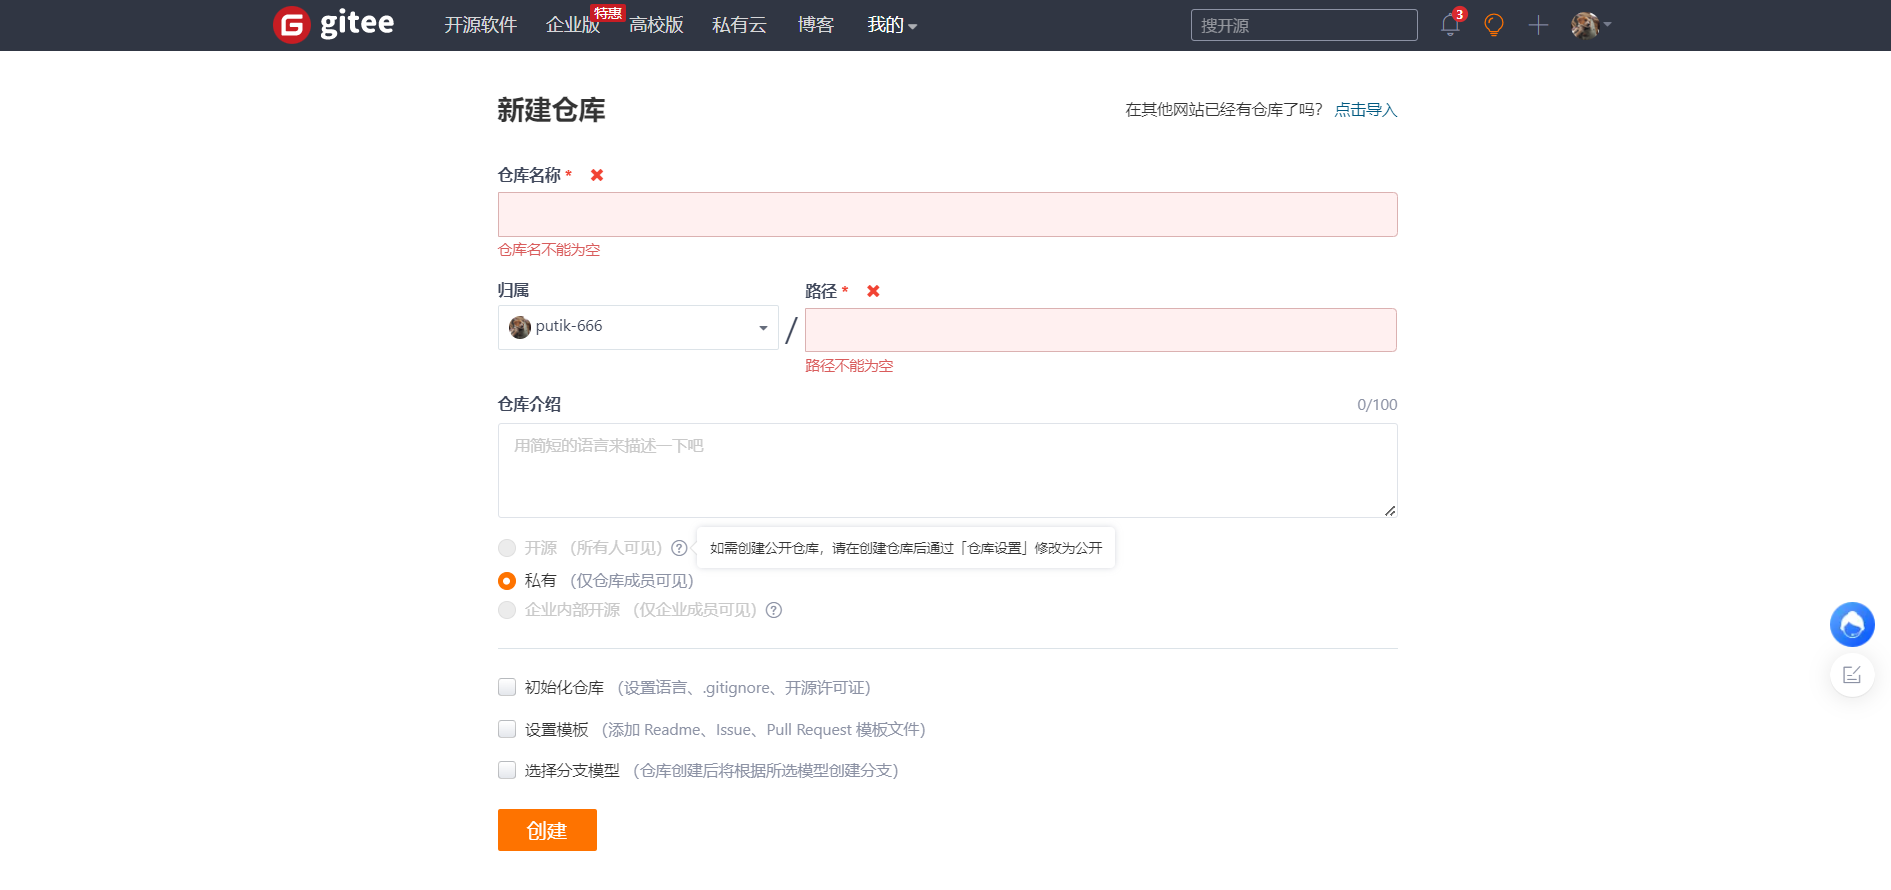 gitee 开源软件 企业版 特惠 高校版 私有云 博客 我的 搜开源 3
新建仓库 在其他网站已经有仓库了吗？ 点击导入
仓库名称 * ✖
仓库名不能为空
归属 路径 * ✖
putik-666 /
路径不能为空
仓库介绍 0/100
用简短的语言来描述一下吧
开源 （所有人可见） ? 如需创建公开仓库，请在创建仓库后通过「仓库设置」修改为公开
私有 （仅仓库成员可见）
企业内部开源 （仅企业成员可见） ?
初始化仓库 （设置语言、.gitignore、开源许可证）
设置模板 （添加 Readme、Issue、Pull Request 模板文件）
选择分支模型 （仓库创建后将根据所选模型创建分支）
创建